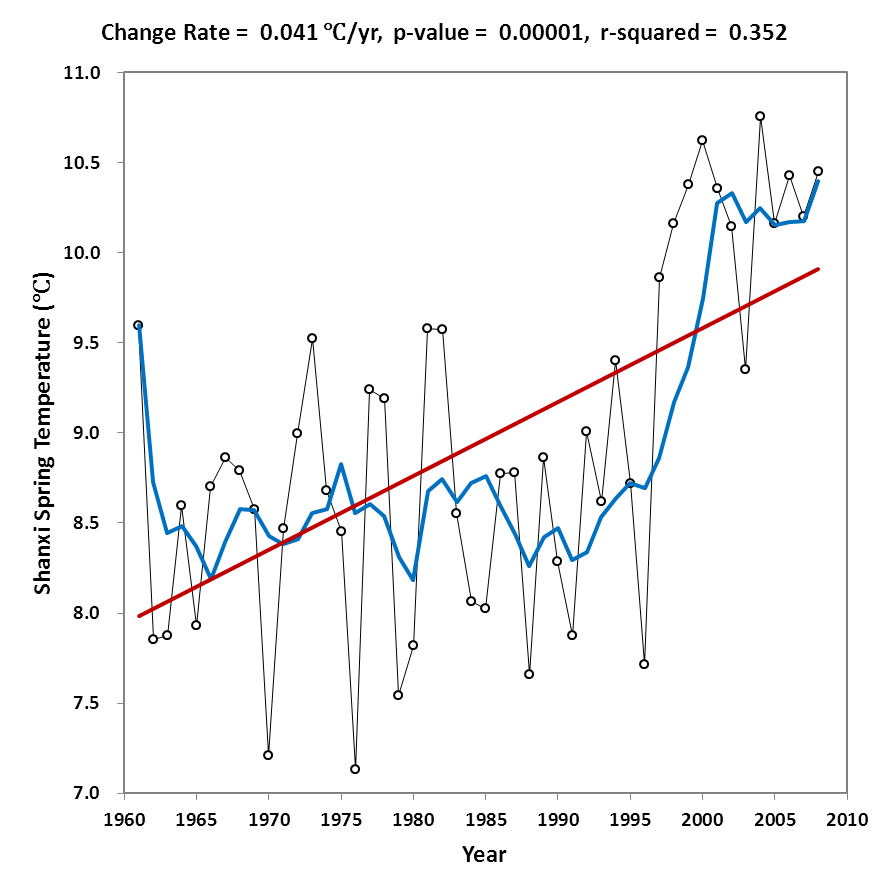 Change Rate = 0.041 ℃/yr, p-value = 0.00001, r-squared = 0.352
11.0
10.5
10.0
9.5
9.0
8.5
8.0
7.5
7.0
Shanxi Spring Temperature (℃)
1960 1965 1970 1975 1980 1985 1990 1995 2000 2005 2010
Year